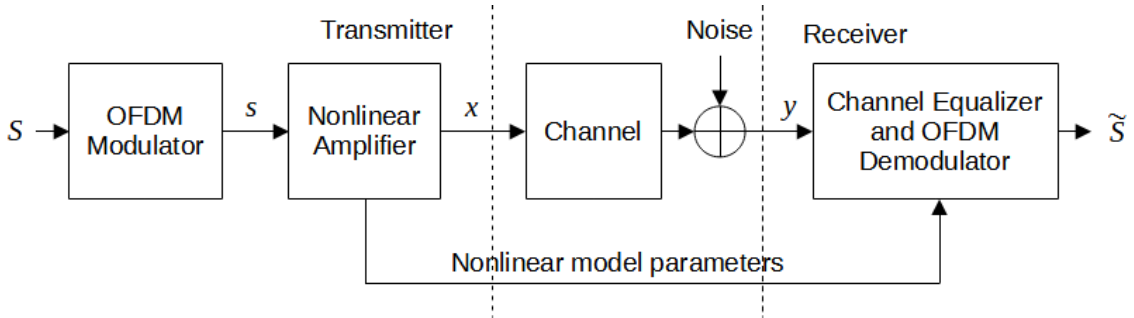 Transmitter
Noise
Receiver
S
OFDM
Modulator
s
Nonlinear
Amplifier
x
Channel
y
Channel Equalizer
and OFDM
Demodulator
S̃
Nonlinear model parameters